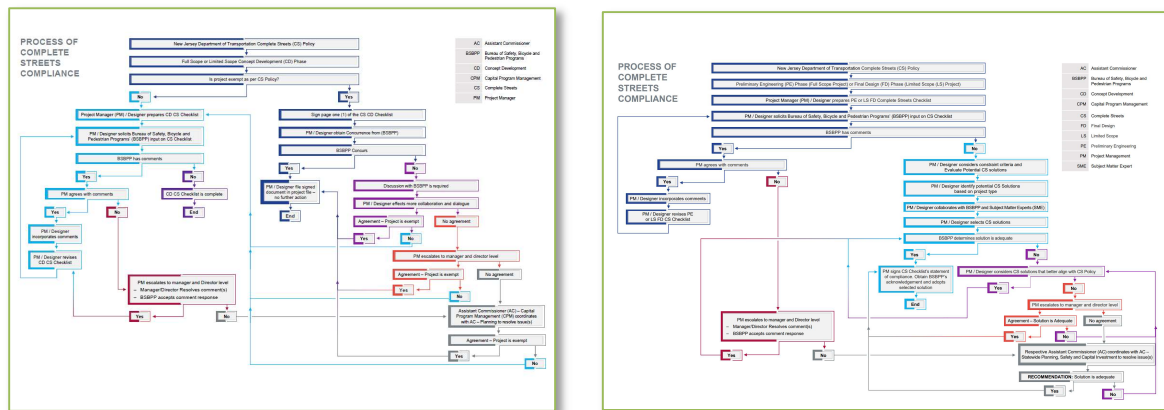 PROCESS OF
COMPLETE
STREETS
COMPLIANCE
New Jersey Department of Transportation Complete Streets (CS) Policy
Full Scope or Limited Scope Concept Development (CD) Phase
Is project exempt as per CS Policy?
AC Assistant Commissioner
BSBPP Bureau of Safety, Bicycle and
Pedestrian Programs
CD Concept Development
CPM Capital Program Management
CS Complete Streets
PM Project Manager
No
Yes
Project Manager (PM) / Designer prepares CD CS Checklist
PM / Designer solicits Bureau of Safety, Bicycle and
Pedestrian Programs' (BSBPP) input on CS Checklist
BSBPP has comments
Yes
No
PM agrees with comments
CD CS Checklist is complete
Yes
No
End
PM / Designer
incorporates comments
PM / Designer revises
CD CS Checklist
PM escalates to manager and Director level
– Manager/Director Resolves comment(s)
– BSBPP accepts comment response
Yes
No
Sign page one (1) of the CS CD Checklist
PM / Designer obtain Concurrence from (BSBPP)
BSBPP Concurs
Yes
No
PM / Designer file signed
document in project file –
no further action
End
Discussion with BSBPP is required
PM / Designer effects more collaboration and dialogue
Agreement – Project is exempt
No agreement
Yes
No
PM escalates to manager and director level
Agreement – Project is exempt
No agreement
Yes
No
Assistant Commissioner (AC) – Capital
Program Management (CPM) coordinates
with AC – Planning to resolve issue(s)
Agreement – Project is exempt
Yes
No
PROCESS OF
COMPLETE
STREETS
COMPLIANCE
New Jersey Department of Transportation Complete Streets (CS) Policy
Preliminary Engineering (PE) Phase (Full Scope Project) or Final Design (FD) Phase (Limited Scope (LS) Project)
Project Manager (PM) / Designer prepares PE or LS FD Complete Streets Checklist
PM / Designer solicits Bureau of Safety, Bicycle and Pedestrian Programs' (BSBPP) input on CS Checklist
BSBPP has comments
AC Assistant Commissioner
BSBPP Bureau of Safety, Bicycle and
Pedestrian Programs
CD Concept Development
CPM Capital Program Management
CS Complete Streets
FD Final Design
LS Limited Scope
PE Preliminary Engineering
PM Project Management
SME Subject Matter Expert
Yes
No
PM agrees with comments
Yes
No
PM / Designer incorporates comments
PM / Designer revises PE
or LS FD CS Checklist
PM escalates to manager and Director level
– Manager/Director Resolves comment(s)
– BSBPP accepts comment response
Yes
No
PM / Designer considers constraint criteria and
Evaluate Potential CS solutions
PM / Designer identify potential CS Solutions
based on project type
PM / Designer collaborates with BSBPP and Subject Matter Experts (SME)
PM / Designer selects CS solutions
BSBPP determines solution is adequate
Yes
No
PM signs CS Checklist's statement
of compliance. Obtain BSBPP's
acknowledgement and adopts
selected solution
End
PM / Designer considers CS solutions that better align with CS Policy
Yes
No
PM escalates to manager and director level
Agreement – Solution is Adequate
No agreement
Yes
No
Respective Assistant Commissioner (AC) coordinates with AC –
Statewide Planning, Safety and Capital Investment to resolve issue(s)
RECOMMENDATION: Solution is adequate
Yes
No